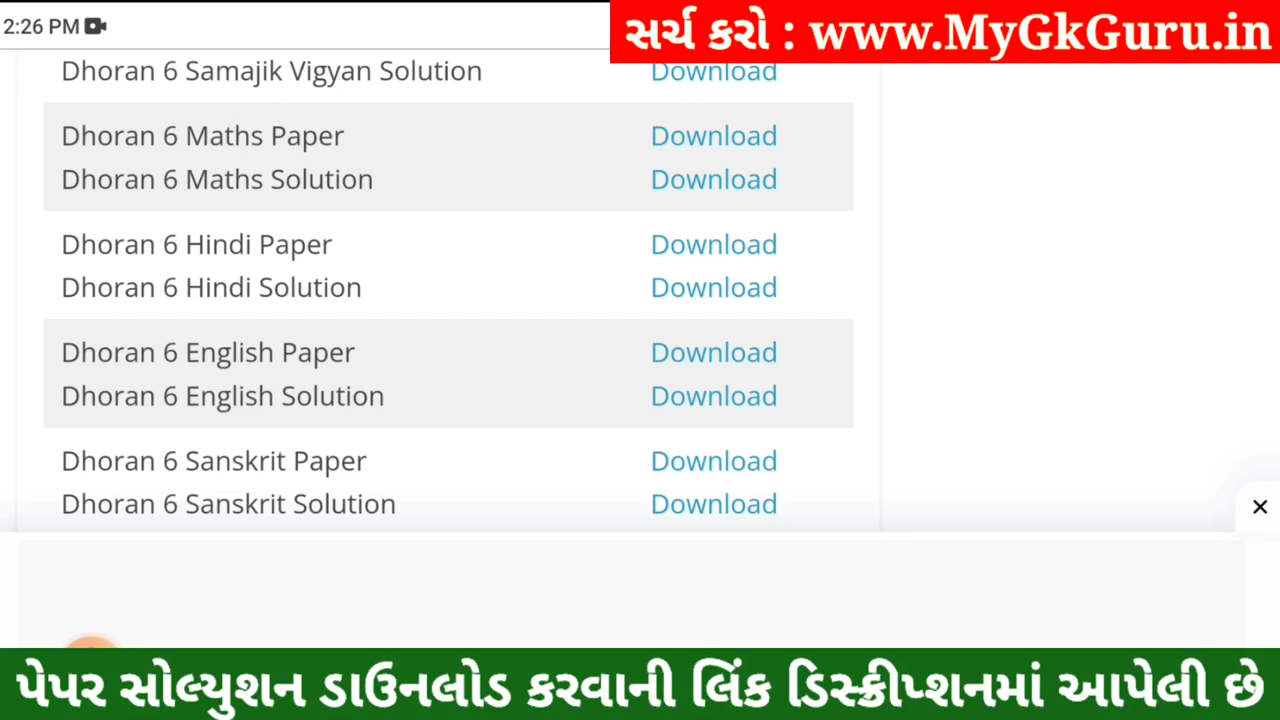 2:26 PM
સર્ચ કરો : www.MyGkGuru.in
Dhoran 6 Samajik Vigyan Solution Download
Dhoran 6 Maths Paper Download
Dhoran 6 Maths Solution Download
Dhoran 6 Hindi Paper Download
Dhoran 6 Hindi Solution Download
Dhoran 6 English Paper Download
Dhoran 6 English Solution Download
Dhoran 6 Sanskrit Paper Download
Dhoran 6 Sanskrit Solution Download
પેપર સોલ્યુશન ડાઉનલોડ કરવાની લિંક ડિસ્ક્રીપ્શનમાં આપેલી છે